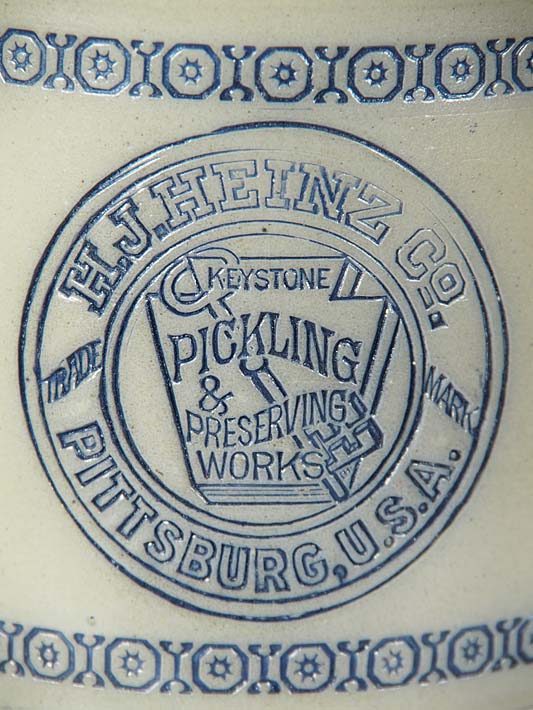 H.J. HEINZ CO.
TRADE MARK
KEYSTONE
PICKLING
&
PRESERVING
WORKS
PITTSBURG, U.S.A.